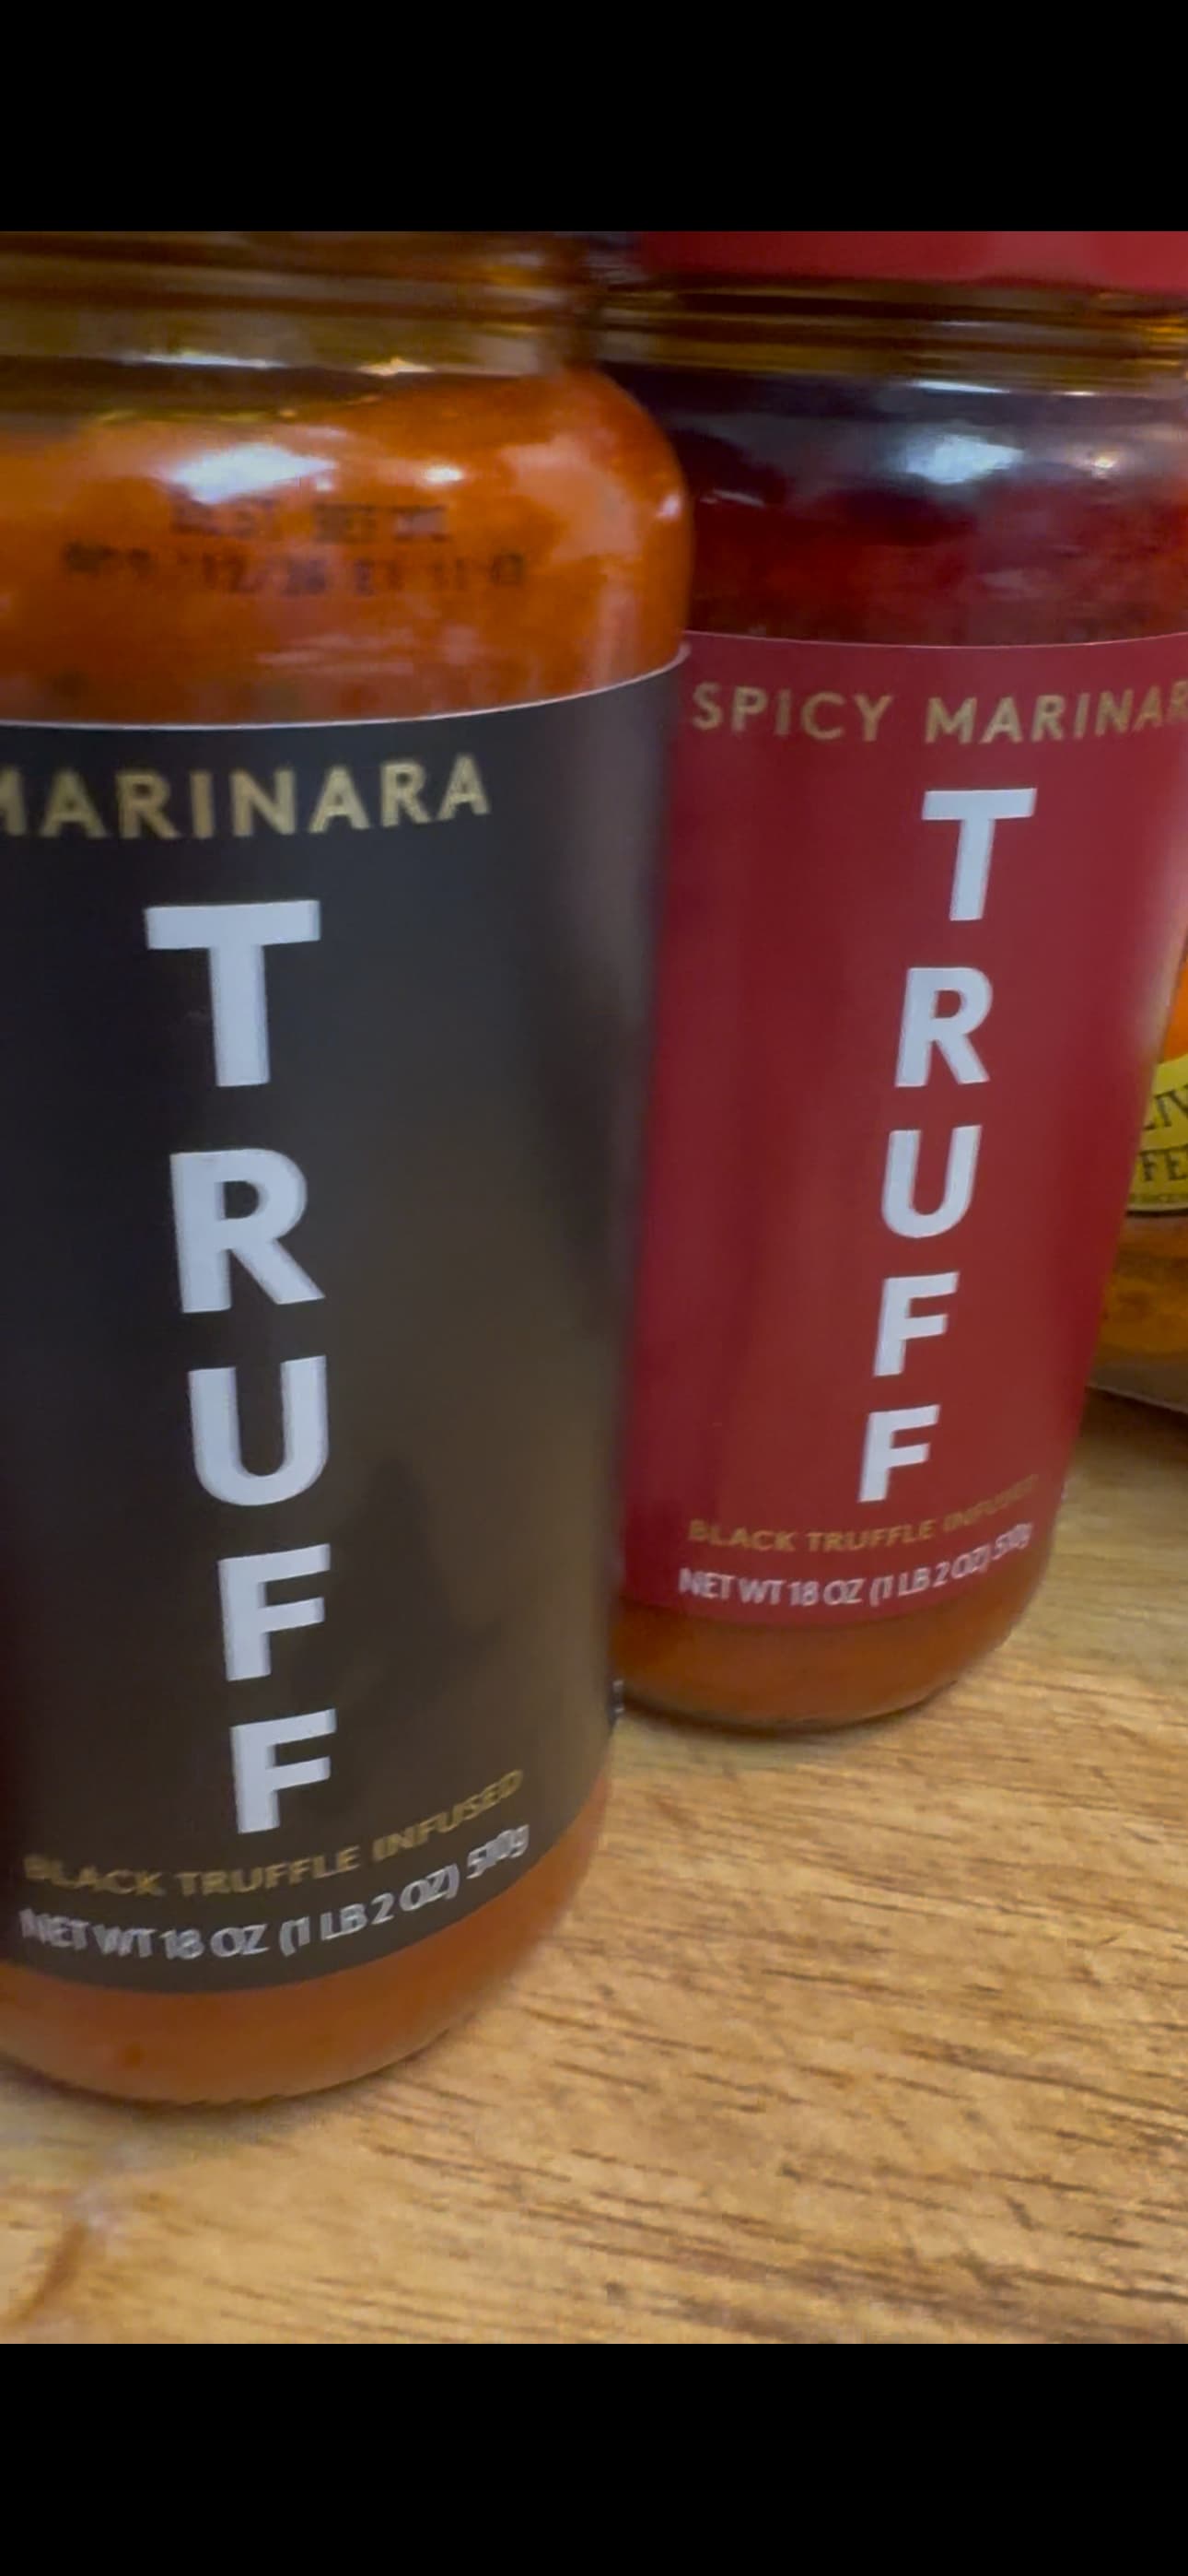 MARINARA
TRUFF
BLACK TRUFFLE INFUSED
NET WT 18 OZ (1 LB 2 OZ) 510g
SPICY MARINAR
TRUFF
BLACK TRUFFLE INFUSED
NET WT 18 OZ (1 LB 2 OZ) 510g